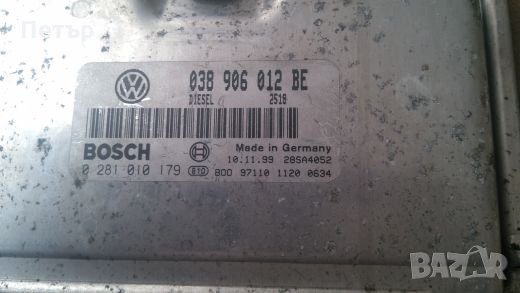 Петър
038 906 012 BE
DIESEL 2518
BOSCH
Made in Germany
10.11.99 28SA4052
0 281 010 179 BOO 97110 1120 0634
BAZAR